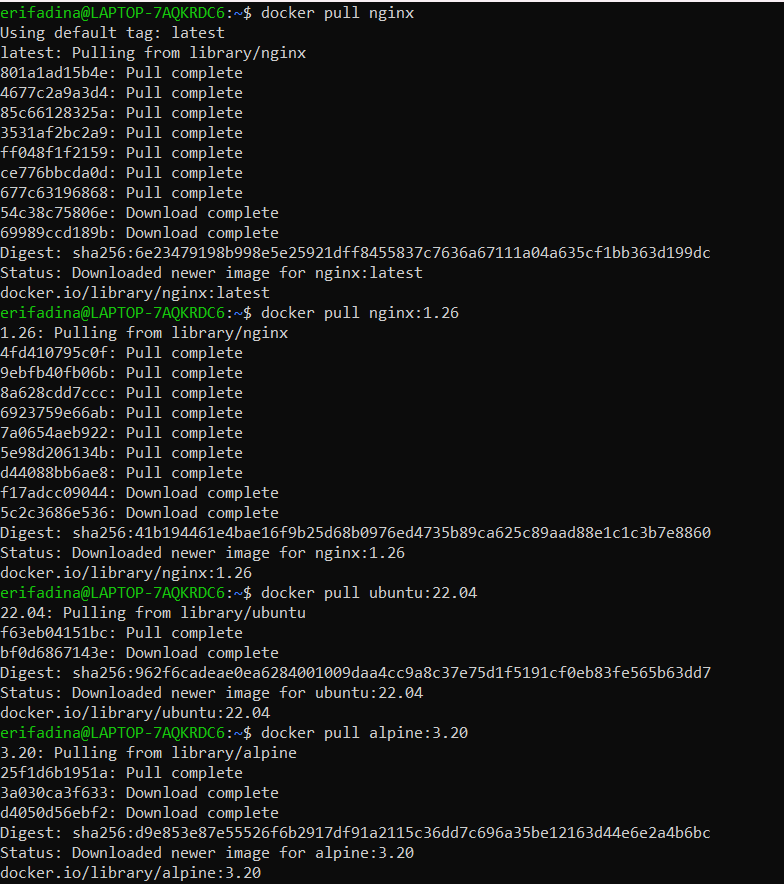 erifadina@LAPTOP-7AQKRDC6:~$ docker pull nginx
Using default tag: latest
latest: Pulling from library/nginx
801a1ad15b4e: Pull complete
4677c2a9a3d4: Pull complete
85c66128325a: Pull complete
3531af2bc2a9: Pull complete
ff048f1f2159: Pull complete
ce776bbcda0d: Pull complete
677c63196868: Pull complete
54c38c75806e: Download complete
69989ccd189b: Download complete
Digest: sha256:6e23479198b998e5e25921dff8455837c7636a67111a04a635cf1bb363d199dc
Status: Downloaded newer image for nginx:latest
docker.io/library/nginx:latest
erifadina@LAPTOP-7AQKRDC6:~$ docker pull nginx:1.26
1.26: Pulling from library/nginx
4fd410795c0f: Pull complete
9ebfb40fb06b: Pull complete
8a628cdd7ccc: Pull complete
6923759e66ab: Pull complete
7a0654aeb922: Pull complete
5e98d206134b: Pull complete
d44088bb6ae8: Pull complete
f17adcc09044: Download complete
5c2c3686e536: Download complete
Digest: sha256:41b194461e4bae16f9b25d68b0976ed4735b89ca625c89aad88e1c1c3b7e8860
Status: Downloaded newer image for nginx:1.26
docker.io/library/nginx:1.26
erifadina@LAPTOP-7AQKRDC6:~$ docker pull ubuntu:22.04
22.04: Pulling from library/ubuntu
f63eb04151bc: Pull complete
bf0d6867143e: Download complete
Digest: sha256:962f6cadeae0ea6284001009daa4cc9a8c37e75d1f5191cf0eb83fe565b63dd7
Status: Downloaded newer image for ubuntu:22.04
docker.io/library/ubuntu:22.04
erifadina@LAPTOP-7AQKRDC6:~$ docker pull alpine:3.20
3.20: Pulling from library/alpine
25f1d6b1951a: Pull complete
3a030ca3f633: Download complete
d4050d56ebf2: Download complete
Digest: sha256:d9e853e87e55526f6b2917df91a2115c36dd7c696a35be12163d44e6e2a4b6bc
Status: Downloaded newer image for alpine:3.20
docker.io/library/alpine:3.20